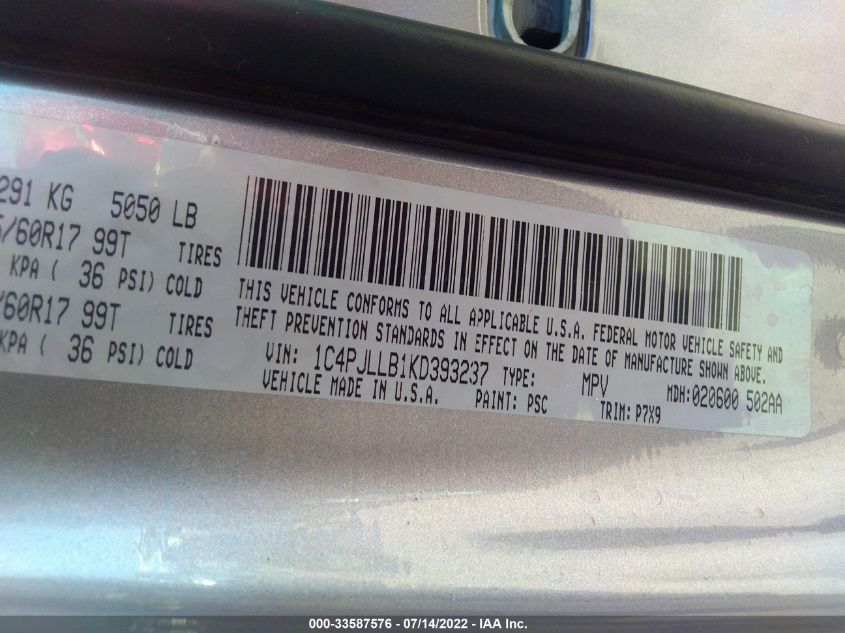 291 KG 5050 LB
/60R17 99T TIRES
KPA ( 36 PSI) COLD
/60R17 99T TIRES
KPA ( 36 PSI) COLD
THIS VEHICLE CONFORMS TO ALL APPLICABLE U.S.A. FEDERAL MOTOR VEHICLE SAFETY AND
THEFT PREVENTION STANDARDS IN EFFECT ON THE DATE OF MANUFACTURE SHOWN ABOVE.
VIN: 1C4PJLLB1KD393237 TYPE: MPV MDH:020600 502AA
VEHICLE MADE IN U.S.A. PAINT: PSC TRIM: P7X9
000-33587576 - 07/14/2022 - IAA Inc.